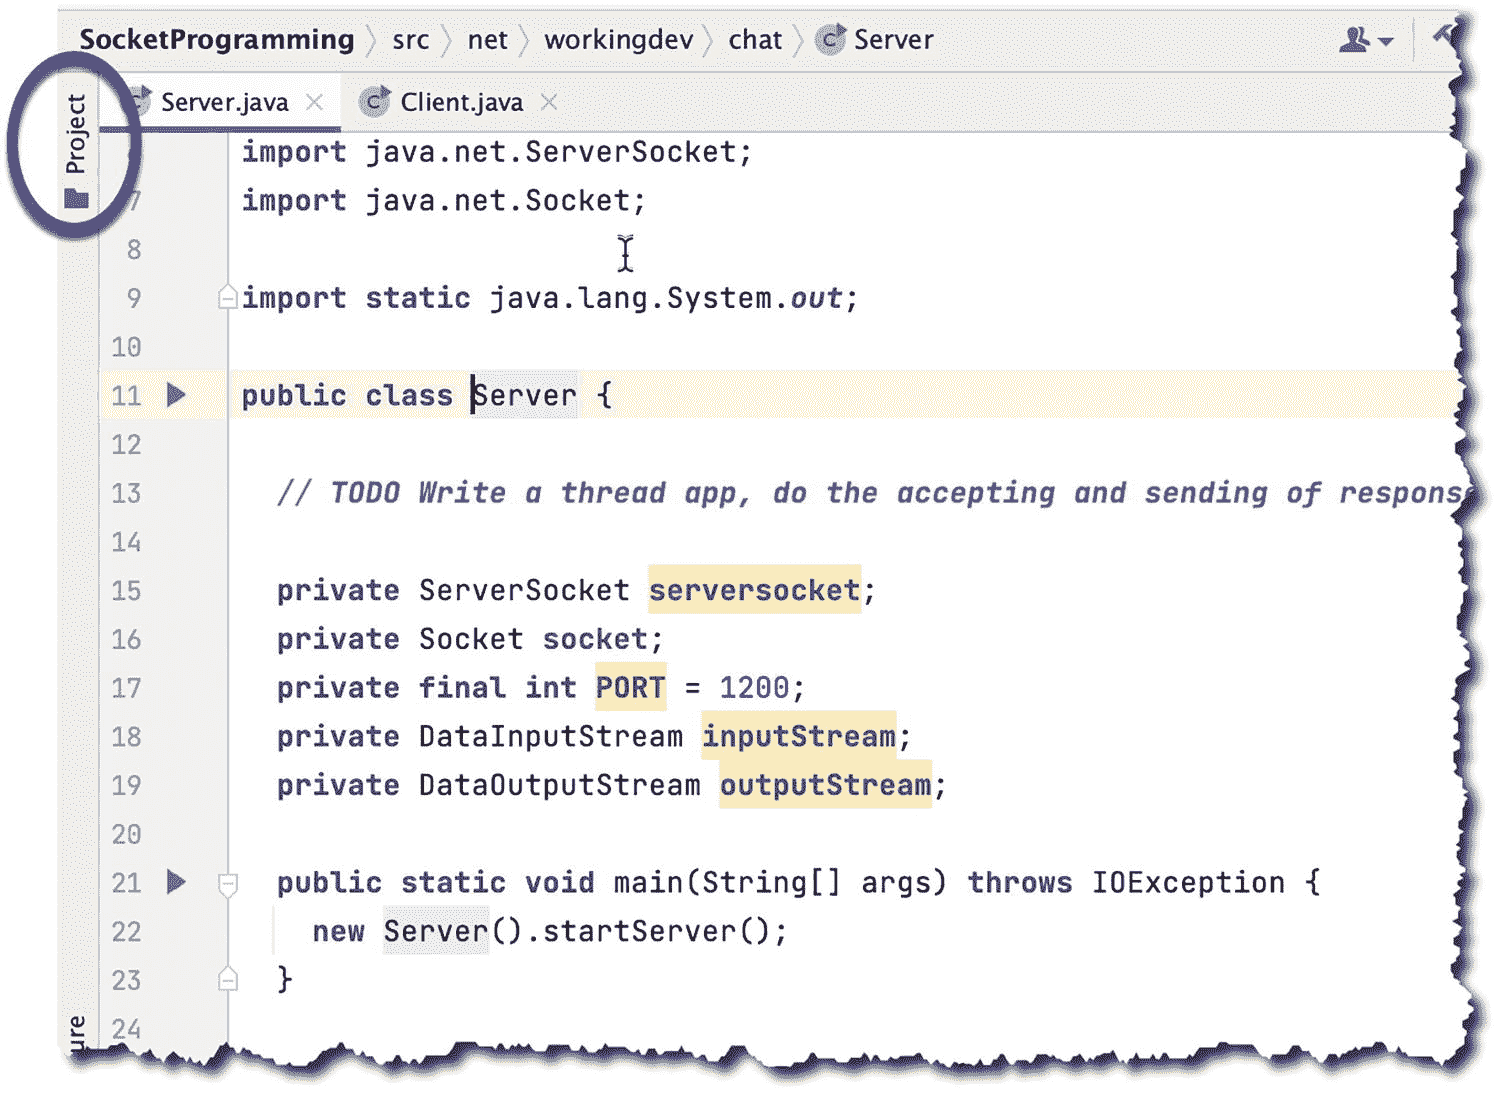 SocketProgramming src net workingdev chat Server
Project
Server.java Client.java
import java.net.ServerSocket;
7 import java.net.Socket;
8
9 import static java.lang.System.out;
10
11 public class Server {
12
13 // TODO Write a thread app, do the accepting and sending of respons
14
15 private ServerSocket serversocket;
16 private Socket socket;
17 private final int PORT = 1200;
18 private DataInputStream inputStream;
19 private DataOutputStream outputStream;
20
21 public static void main(String[] args) throws IOException {
22 new Server().startServer();
23 }
24
ure